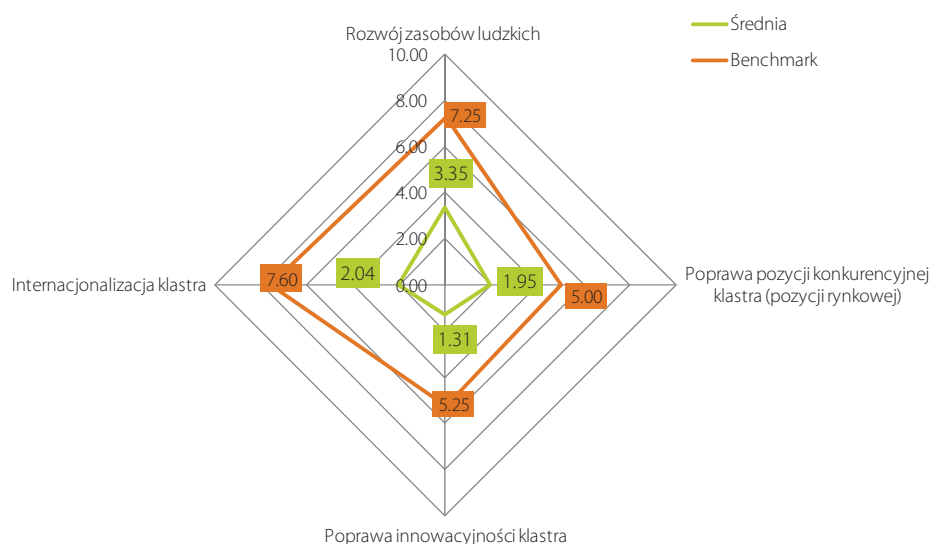 Średnia
Benchmark
Rozwój zasobów ludzkich
10.00
8.00
7.25
6.00
3.35
4.00
2.00
2.04
7.60
0.00
1.95
5.00
Internacjonalizacja klastra
Poprawa pozycji konkurencyjnej
klastra (pozycji rynkowej)
1.31
5.25
Poprawa innowacyjności klastra